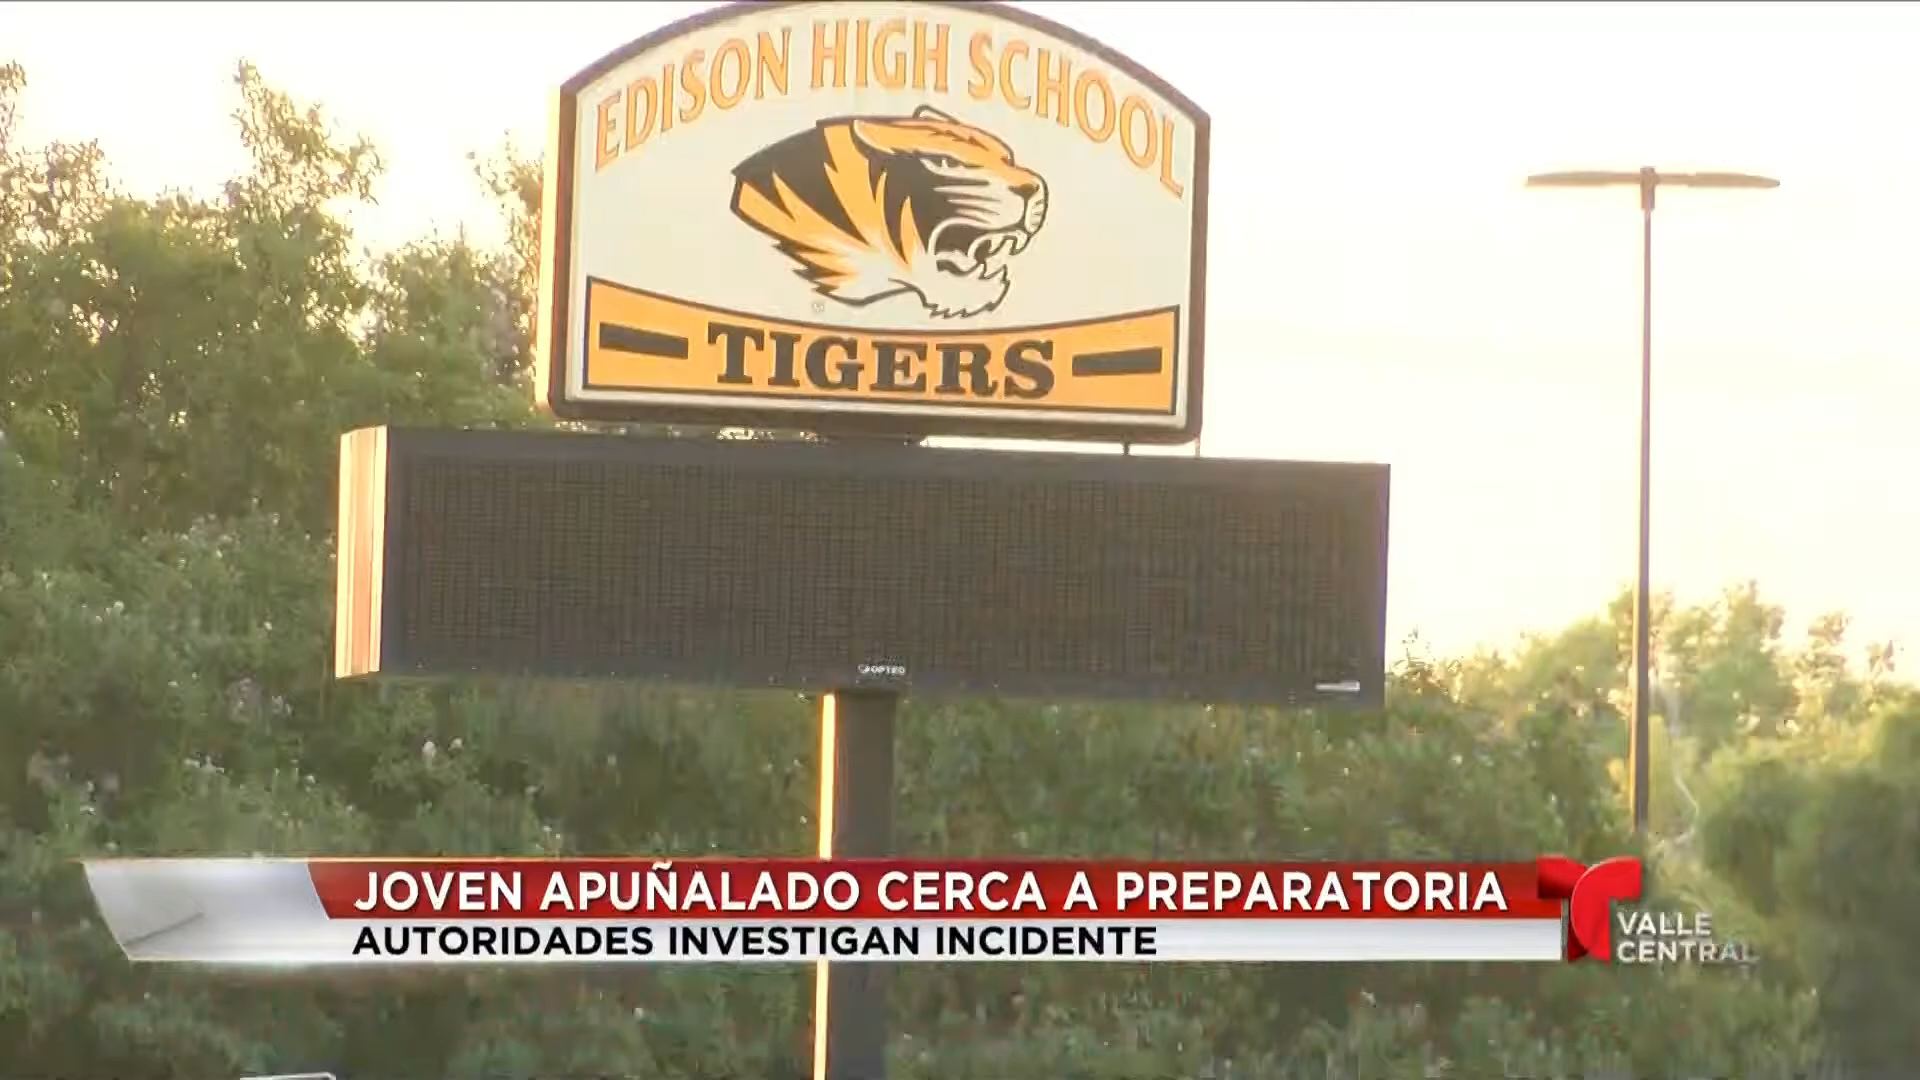 EDISON HIGH SCHOOL
TIGERS
JOVEN APUÑALADO CERCA A PREPARATORIA
AUTORIDADES INVESTIGAN INCIDENTE
VALLE
CENTRAL